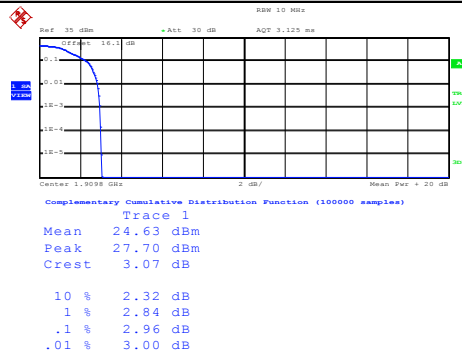 RBW 10 MHz
Ref 35 dBm Att 30 dB AQT 3.125 ms
Offset 16.1 dB
0.1
0.01
1E-3
1E-4
1E-5
1 SA
VIEW
A
TR
LV
3D
Center 1.9098 GHz 2 dB/ Mean Pwr + 20 dB
Complementary Cumulative Distribution Function (100000 samples)
Trace 1
Mean 24.63 dBm
Peak 27.70 dBm
Crest 3.07 dB
10 % 2.32 dB
1 % 2.84 dB
.1 % 2.96 dB
.01 % 3.00 dB